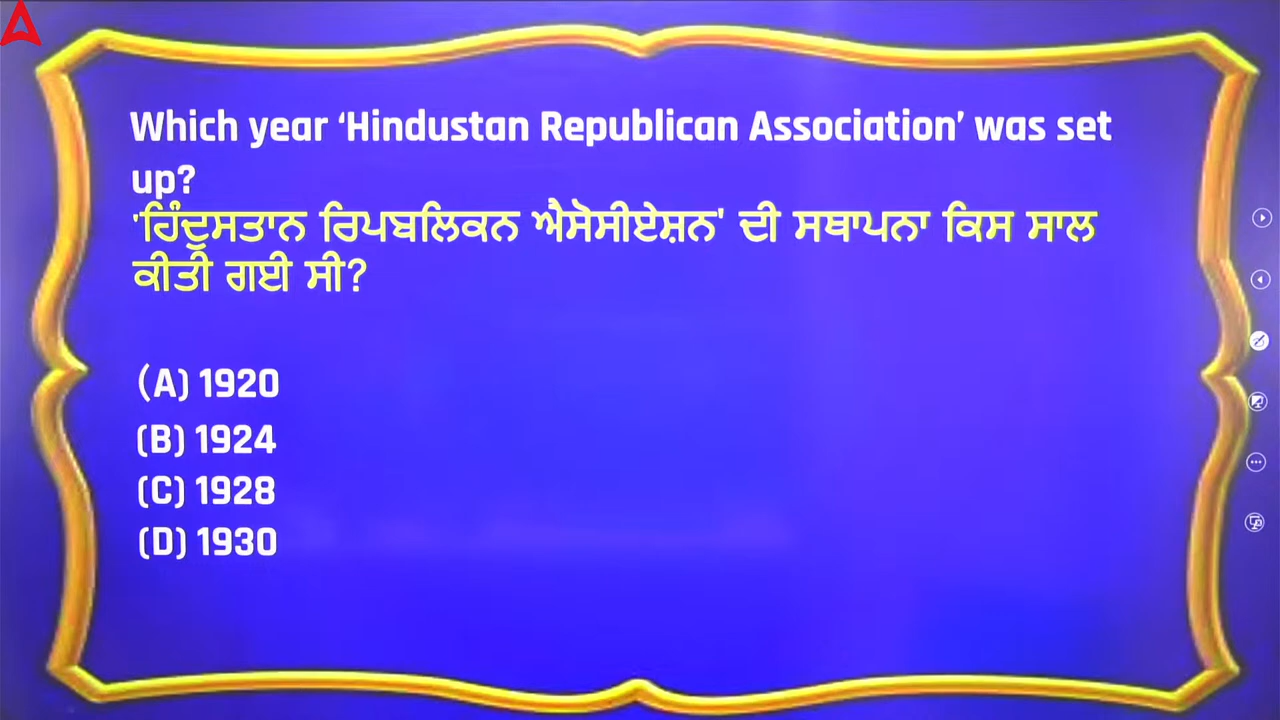 Which year ‘Hindustan Republican Association’ was set
up?
'ਹਿੰਦੁਸਤਾਨ ਰਿਪਬਲਿਕਨ ਐਸੋਸੀਏਸ਼ਨ' ਦੀ ਸਥਾਪਨਾ ਕਿਸ ਸਾਲ
ਕੀਤੀ ਗਈ ਸੀ?
(A) 1920
(B) 1924
(C) 1928
(D) 1930